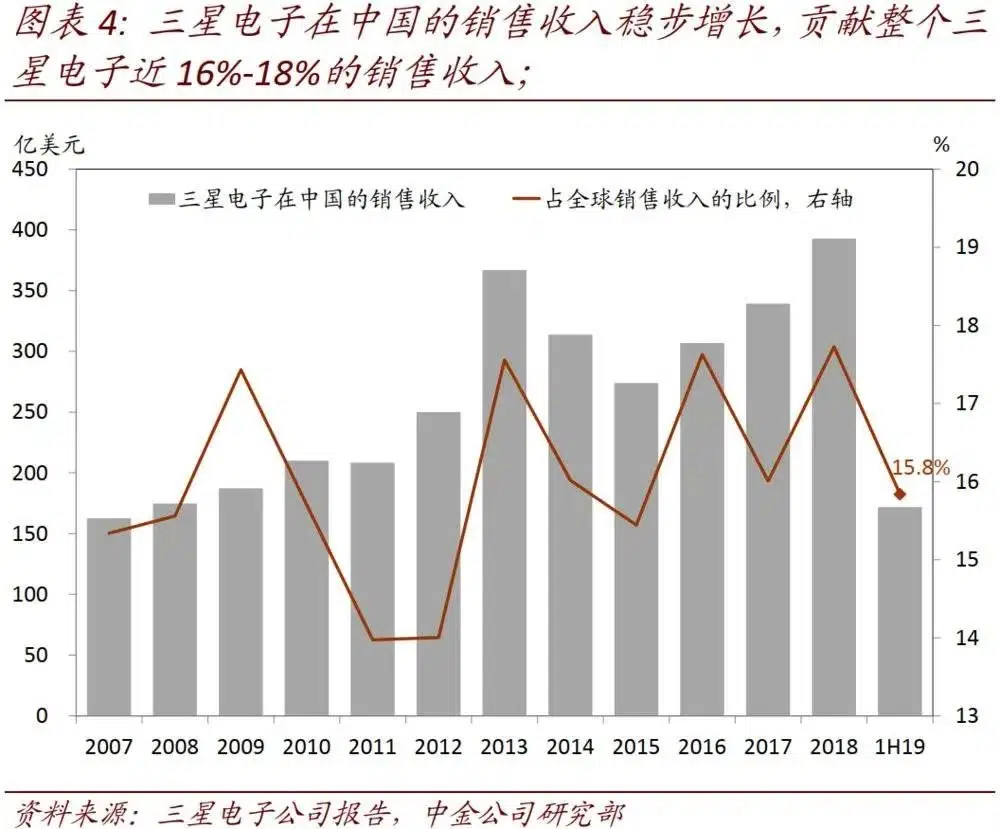 图表 4：三星电子在中国的销售收入稳步增长，贡献整个三
星电子近 16%-18%的销售收入；
亿美元 %
三星电子在中国的销售收入 占全球销售收入的比例，右轴
450 20
400 19
350 18
300
250 17
200 16
15.8%
150 15
100 14
50
0 13
2007 2008 2009 2010 2011 2012 2013 2014 2015 2016 2017 2018 1H19
资料来源：三星电子公司报告，中金公司研究部